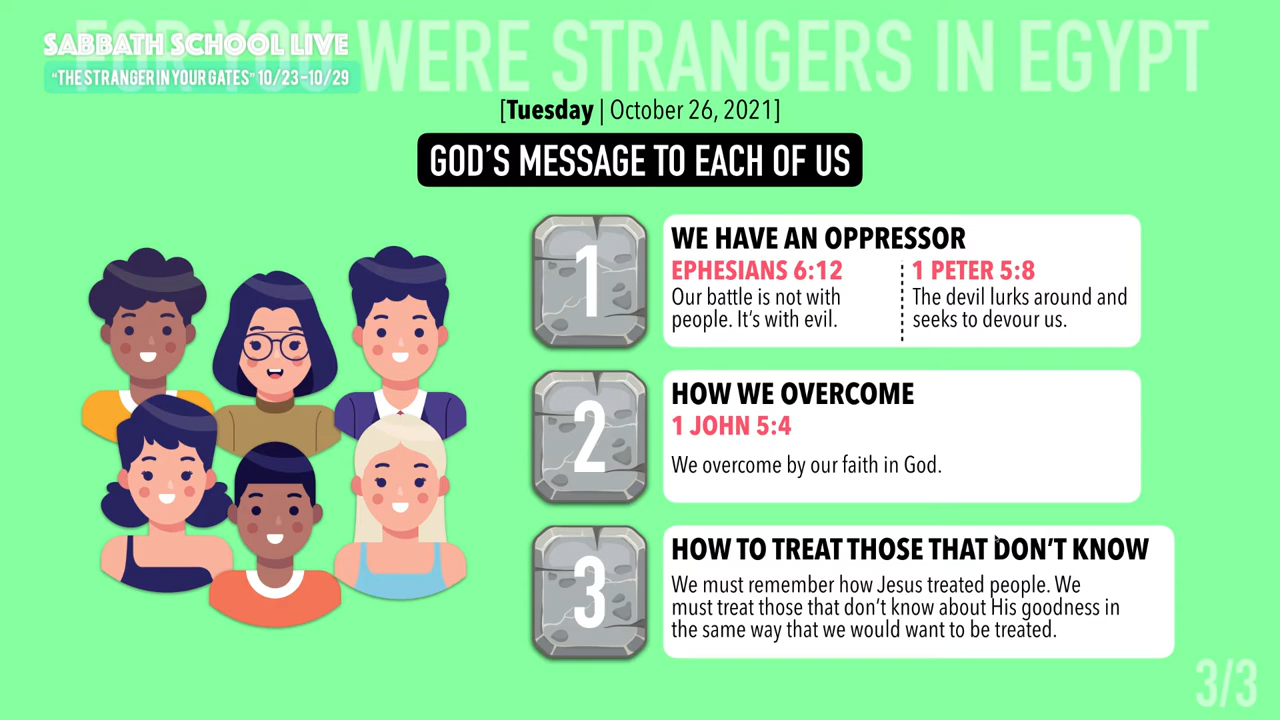 FOR YOU WERE STRANGERS IN EGYPT
SABBATH SCHOOL LIVE
"THE STRANGER IN YOUR GATES" 10/23-10/29
[Tuesday | October 26, 2021]
GOD'S MESSAGE TO EACH OF US
1
WE HAVE AN OPPRESSOR
EPHESIANS 6:12
Our battle is not with
people. It's with evil.
1 PETER 5:8
The devil lurks around and
seeks to devour us.
2
HOW WE OVERCOME
1 JOHN 5:4
We overcome by our faith in God.
3
HOW TO TREAT THOSE THAT DON'T KNOW
We must remember how Jesus treated people. We
must treat those that don't know about His goodness in
the same way that we would want to be treated.
3/3